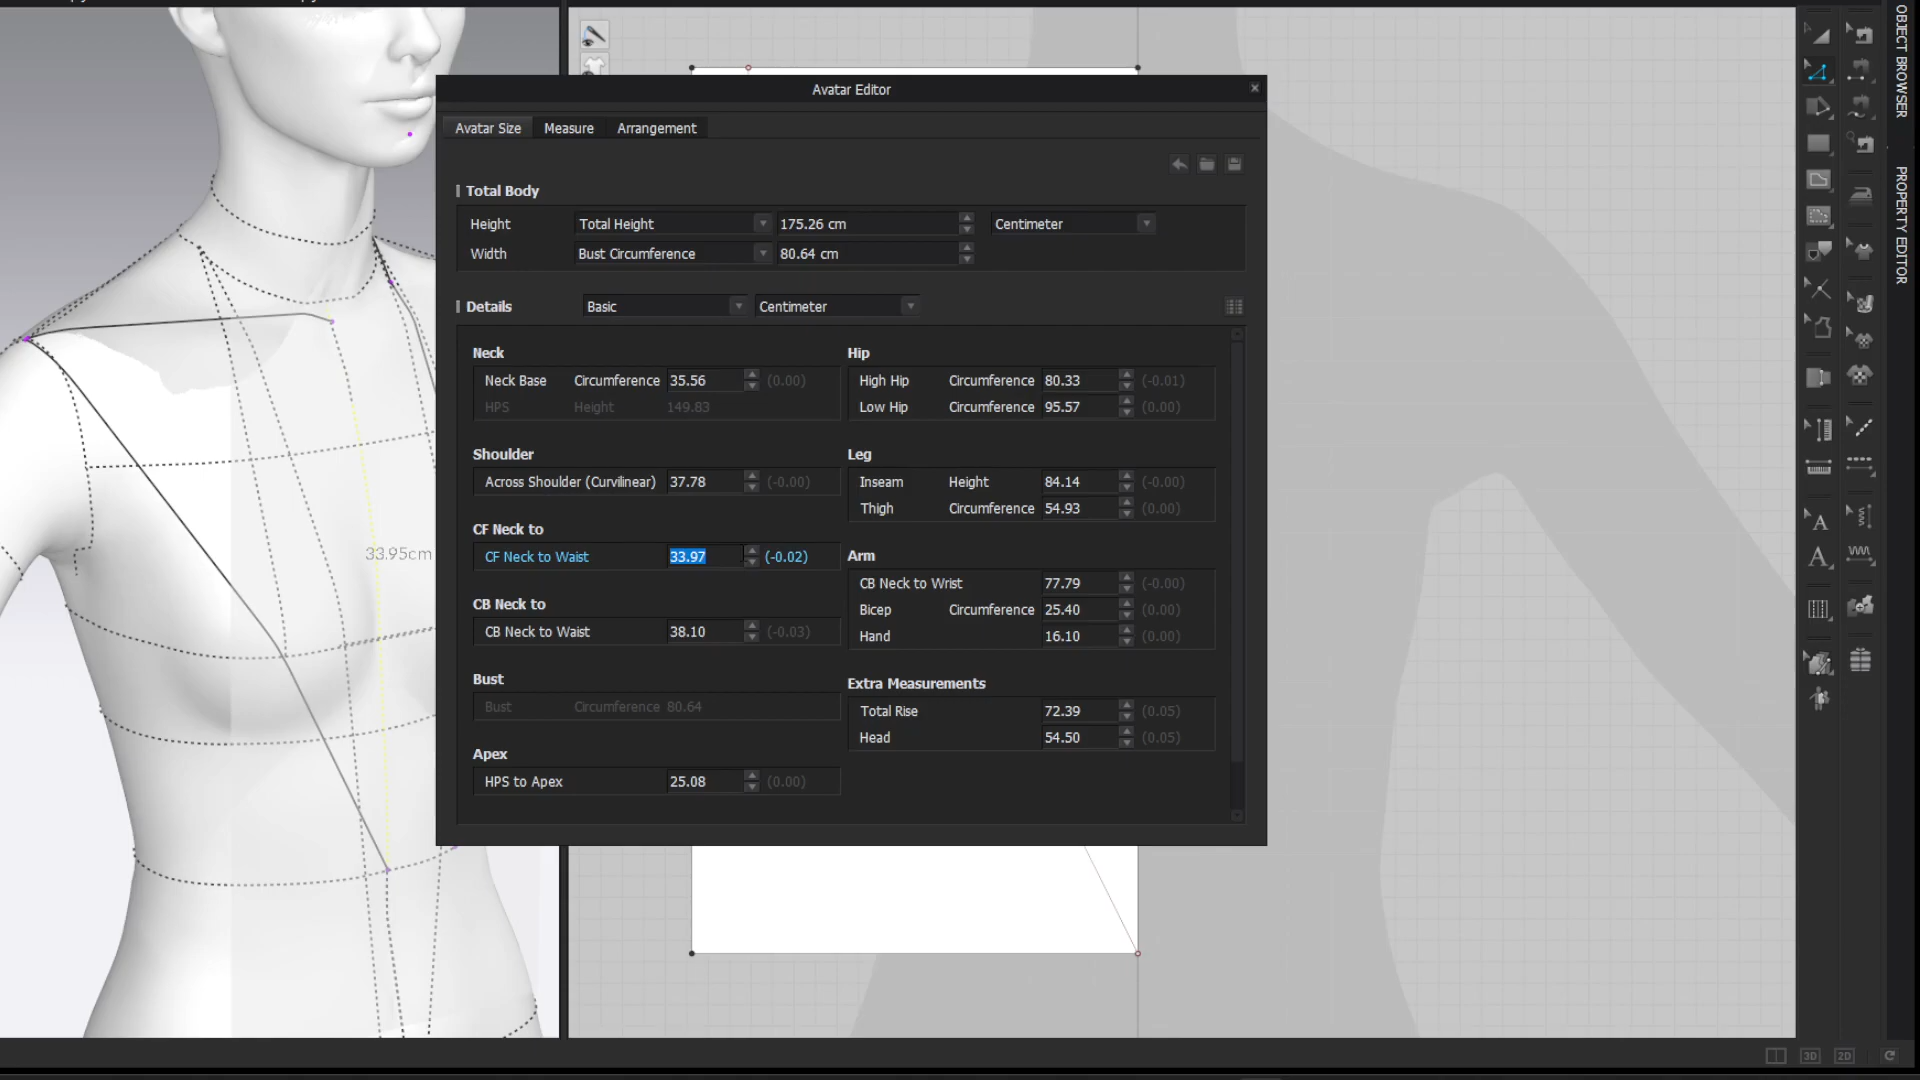 Avatar Editor
Avatar Size Measure Arrangement
Total Body
Height Total Height 175.26 cm Centimeter
Width Bust Circumference 80.64 cm
Details Basic Centimeter
Neck
Neck Base Circumference 35.56 (0.00)
HPS Height 149.83
Shoulder
Across Shoulder (Curvilinear) 37.78 (-0.00)
CF Neck to
CF Neck to Waist 33.97 (-0.02)
CB Neck to
CB Neck to Waist 38.10 (-0.03)
Bust
Bust Circumference 80.64
Apex
HPS to Apex 25.08 (0.00)
Hip
High Hip Circumference 80.33 (-0.01)
Low Hip Circumference 95.57 (0.00)
Leg
Inseam Height 84.14 (-0.00)
Thigh Circumference 54.93 (0.00)
Arm
CB Neck to Wrist 77.79 (-0.00)
Bicep Circumference 25.40 (0.00)
Hand 16.10 (0.00)
Extra Measurements
Total Rise 72.39 (0.05)
Head 54.50 (0.05)
33.95cm
OBJECT BROWSER
PROPERTY EDITOR
A
A
3D
2D